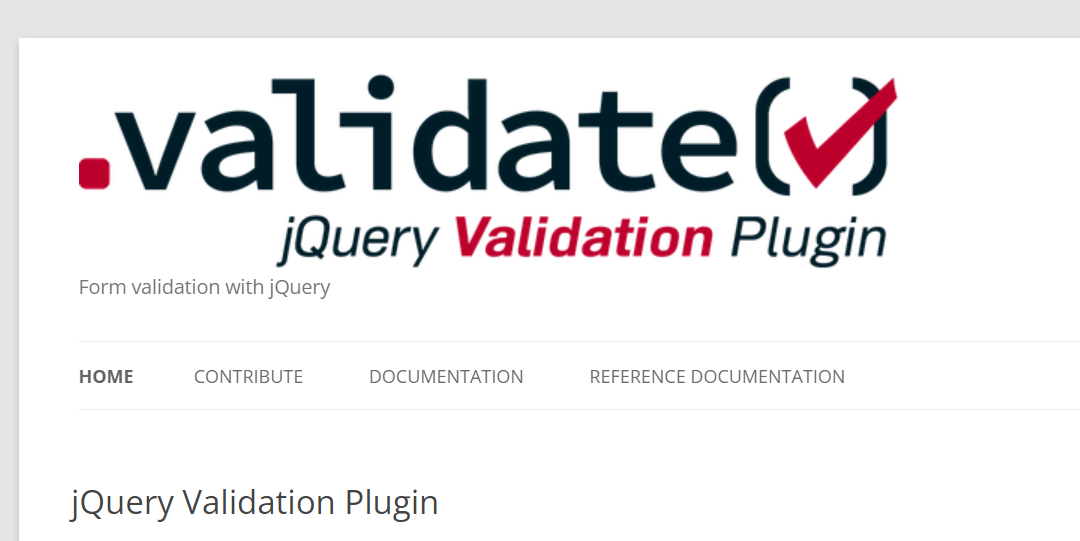 .validate()
jQuery Validation Plugin
Form validation with jQuery
HOME CONTRIBUTE DOCUMENTATION REFERENCE DOCUMENTATION
jQuery Validation Plugin